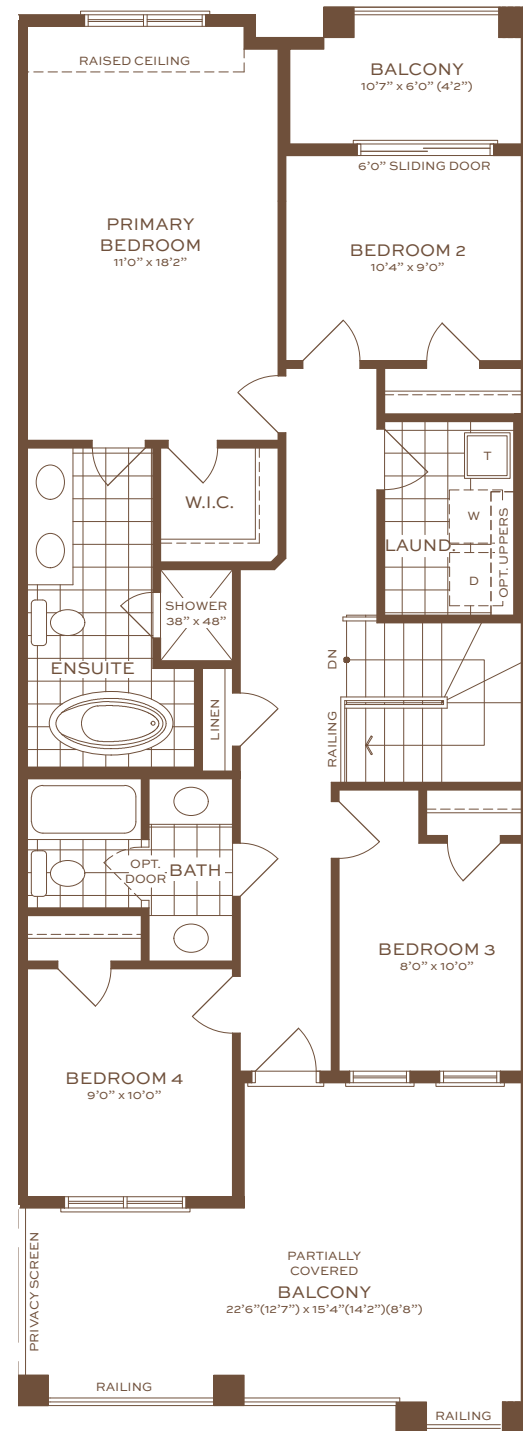 RAISED CEILING
BALCONY
10'7" x 6'0" (4'2")
6'0" SLIDING DOOR
PRIMARY
BEDROOM
11'0" x 18'2"
BEDROOM 2
10'4" x 9'0"
W.I.C.
T
W
LAUND.
D
OPT. UPPERS
SHOWER
38" x 48"
ENSUITE
LINEN
DN
RAILING
OPT.
DOOR
BATH
BEDROOM 3
8'0" x 10'0"
BEDROOM 4
9'0" x 10'0"
PRIVACY SCREEN
PARTIALLY
COVERED
BALCONY
22'6"(12'7") x 15'4"(14'2")(8'8")
RAILING
RAILING